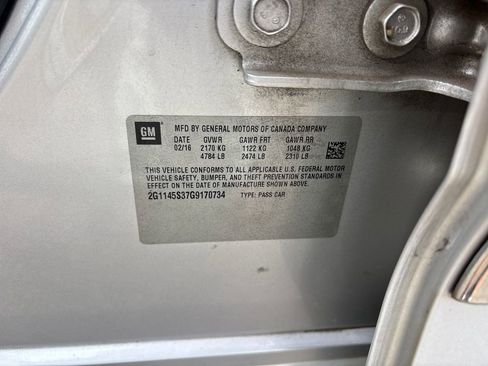 GM MFD BY GENERAL MOTORS OF CANADA COMPANY
DATE GVWR GAWR FRT GAWR RR
02/16 2170 KG 1122 KG 1048 KG
4784 LB 2474 LB 2310 LB
THIS VEHICLE CONFORMS TO ALL APPLICABLE U.S. FEDERAL MOTOR
VEHICLE SAFETY, BUMPER, AND THEFT PREVENTION STANDARDS IN
EFFECT ON THE DATE OF MANUFACTURE SHOWN ABOVE.
2G1145S37G9170734 TYPE: PASS CAR